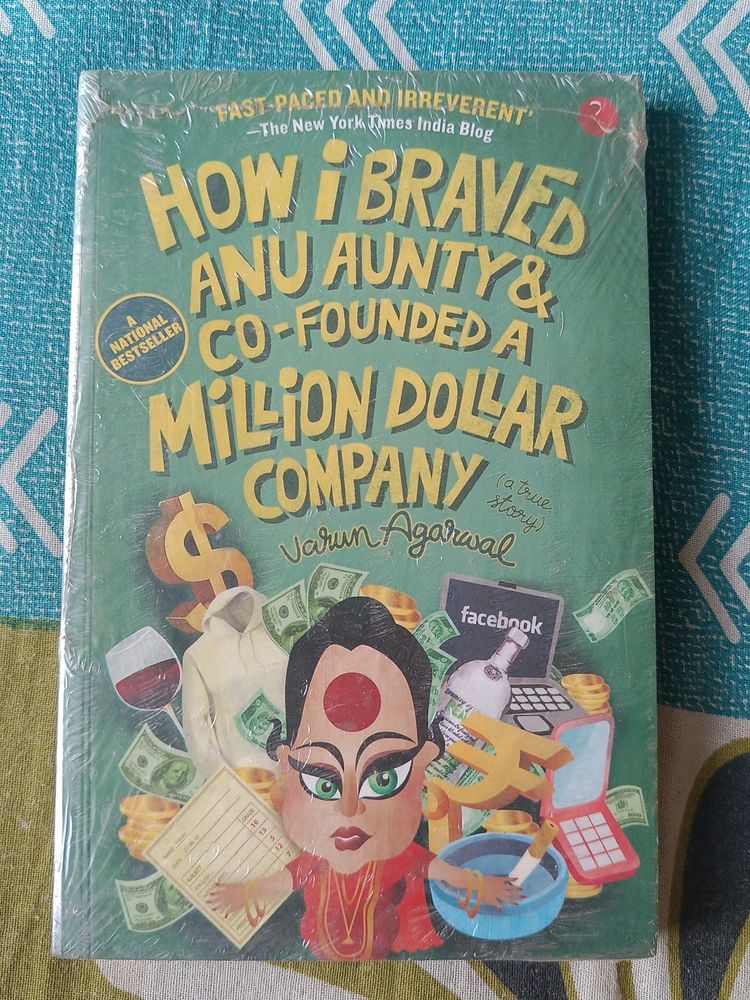 'FAST-PACED AND IRREVERENT'
—The New York Times India Blog
HOW i BRAVED
ANU AUNTY &
CO-FOUNDED A
A
NATIONAL
BESTSELLER
MiLLiON DOLLAR
COMPANY
(a true
story)
Varun Agarwal
facebook
GRADE